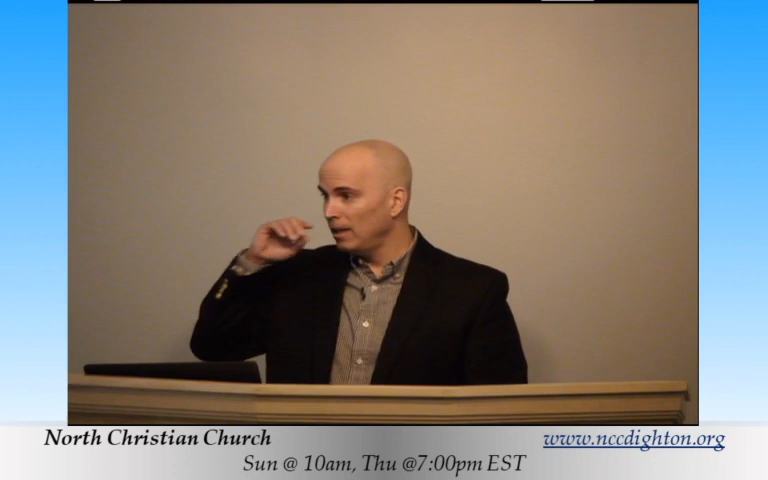 North Christian Church www.nccdighton.org
Sun @ 10am, Thu @7:00pm EST